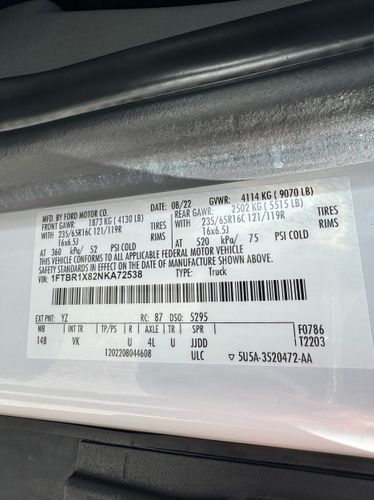 MFD. BY FORD MOTOR CO.
08/22 GVWR: 4114 KG ( 9070 LB)
FRONT GAWR: 1873 KG ( 4130 LB)
REAR GAWR: 2502 KG ( 5515 LB)
WITH 235/65R16C 121/119R TIRES
WITH 235/65R16C 121/119R TIRES
16x6.5J RIMS
16x6.5J RIMS
AT 360 kPa/ 52 PSI COLD
AT 520 kPa/ 75 PSI COLD
THIS VEHICLE CONFORMS TO ALL APPLICABLE FEDERAL MOTOR VEHICLE
SAFETY STANDARDS IN EFFECT ON THE DATE OF MANUFACTURE SHOWN ABOVE.
VIN: 1FTBR1X82NKA72538 TYPE: Truck
EXT PNT: YZ RC: 87 DSO: 5295
WB INT TR TP/PS R AXLE TR SPR
148 VK U 4L U JJDD
F0786
T2203
1202208044608 ULC 5U5A-3520472-AA